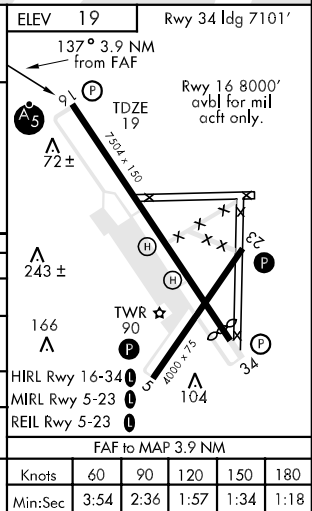 ELEV 19
Rwy 34 ldg 7101'
137° 3.9 NM
from FAF
16
P
A5
TDZE
19
Rwy 16 8000'
avbl for mil
acft only.
72 ±
7504 x 150
H
23
P
243 ±
H
TWR
90
166
P
P
34
5
4000 x 75
104
HIRL Rwy 16-34 L
MIRL Rwy 5-23 L
REIL Rwy 5-23 L
FAF to MAP 3.9 NM
Knots 60 90 120 150 180
Min:Sec 3:54 2:36 1:57 1:34 1:18